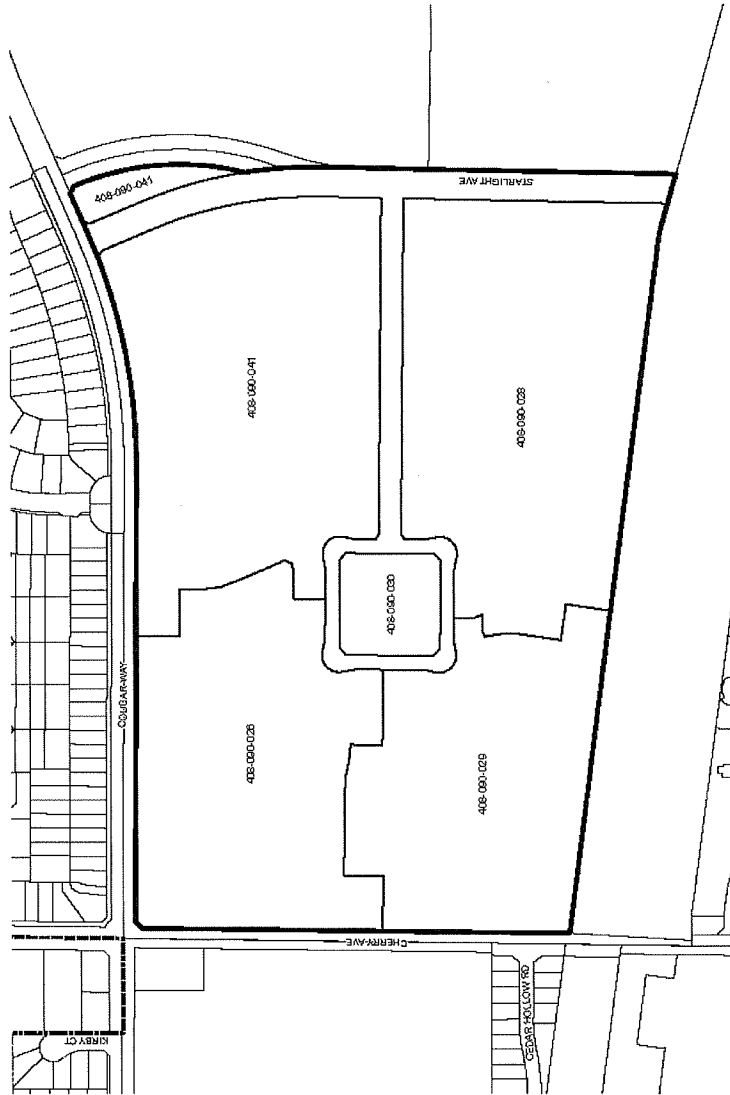 408-090-041
STARLIGHT AVE
408-090-041
408-090-028
408-090-030
COUGAR WAY
408-090-026
408-090-029
CHERRY AVE
CEDAR HOLLOW RD
KIRBY CT